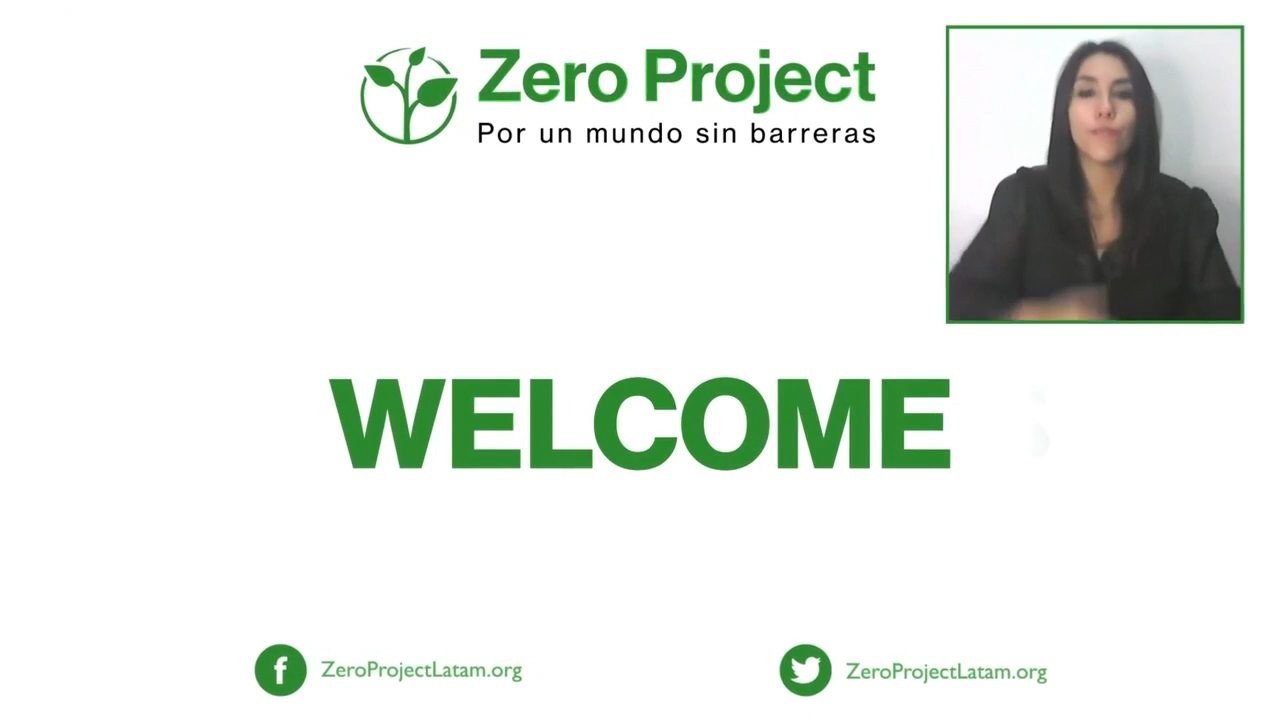 Zero Project
Por un mundo sin barreras
WELCOME
ZeroProjectLatam.org
ZeroProjectLatam.org